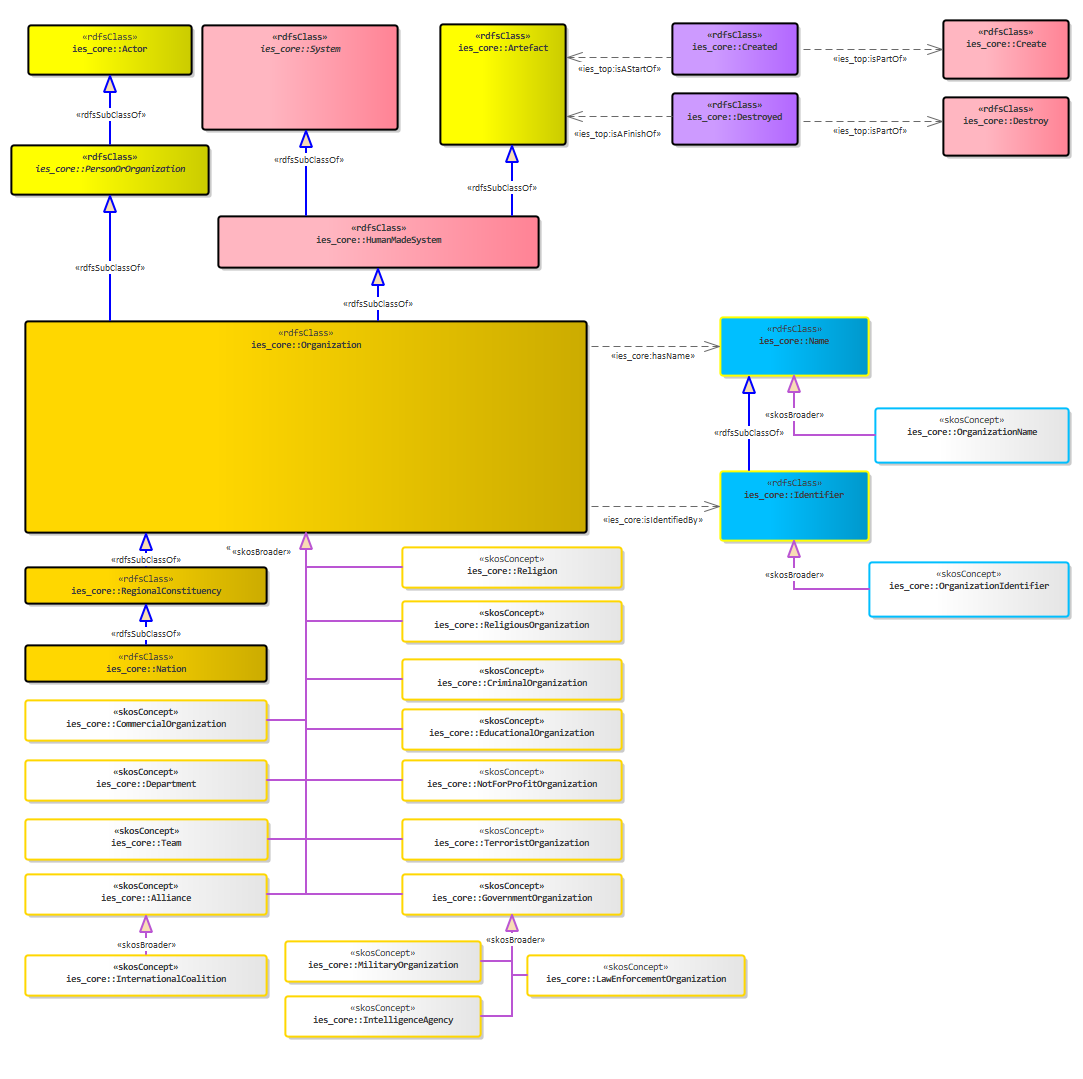 «rdfsClass»
ies_core::Actor
«rdfsClass»
ies_core::System
«rdfsClass»
ies_core::Artefact
«rdfsClass»
ies_core::Created
«rdfsClass»
ies_core::Create
«ies_top:isAStartOf»
«ies_top:isPartOf»
«rdfsClass»
ies_core::Destroyed
«rdfsClass»
ies_core::Destroy
«ies_top:isAFinishOf»
«ies_top:isPartOf»
«rdfsSubClassOf»
«rdfsClass»
ies_core::PersonOrOrganization
«rdfsSubClassOf»
«rdfsSubClassOf»
«rdfsClass»
ies_core::HumanMadeSystem
«rdfsSubClassOf»
«rdfsSubClassOf»
«rdfsClass»
ies_core::Organization
«ies_core:hasName»
«rdfsClass»
ies_core::Name
«skosBroader»
«rdfsSubClassOf»
«skosConcept»
ies_core::OrganizationName
«rdfsClass»
ies_core::Identifier
«ies_core:isIdentifiedBy»
«skosBroader»
«skosConcept»
ies_core::OrganizationIdentifier
«rdfsSubClassOf»
«
«skosBroader»
«rdfsClass»
ies_core::RegionalConstituency
«rdfsSubClassOf»
«rdfsClass»
ies_core::Nation
«skosConcept»
ies_core::Religion
«skosConcept»
ies_core::ReligiousOrganization
«skosConcept»
ies_core::CriminalOrganization
«skosConcept»
ies_core::CommercialOrganization
«skosConcept»
ies_core::EducationalOrganization
«skosConcept»
ies_core::Department
«skosConcept»
ies_core::NotForProfitOrganization
«skosConcept»
ies_core::Team
«skosConcept»
ies_core::TerroristOrganization
«skosConcept»
ies_core::Alliance
«skosConcept»
ies_core::GovernmentOrganization
«skosBroader»
«skosBroader»
«skosConcept»
ies_core::InternationalCoalition
«skosConcept»
ies_core::MilitaryOrganization
«skosConcept»
ies_core::LawEnforcementOrganization
«skosConcept»
ies_core::IntelligenceAgency